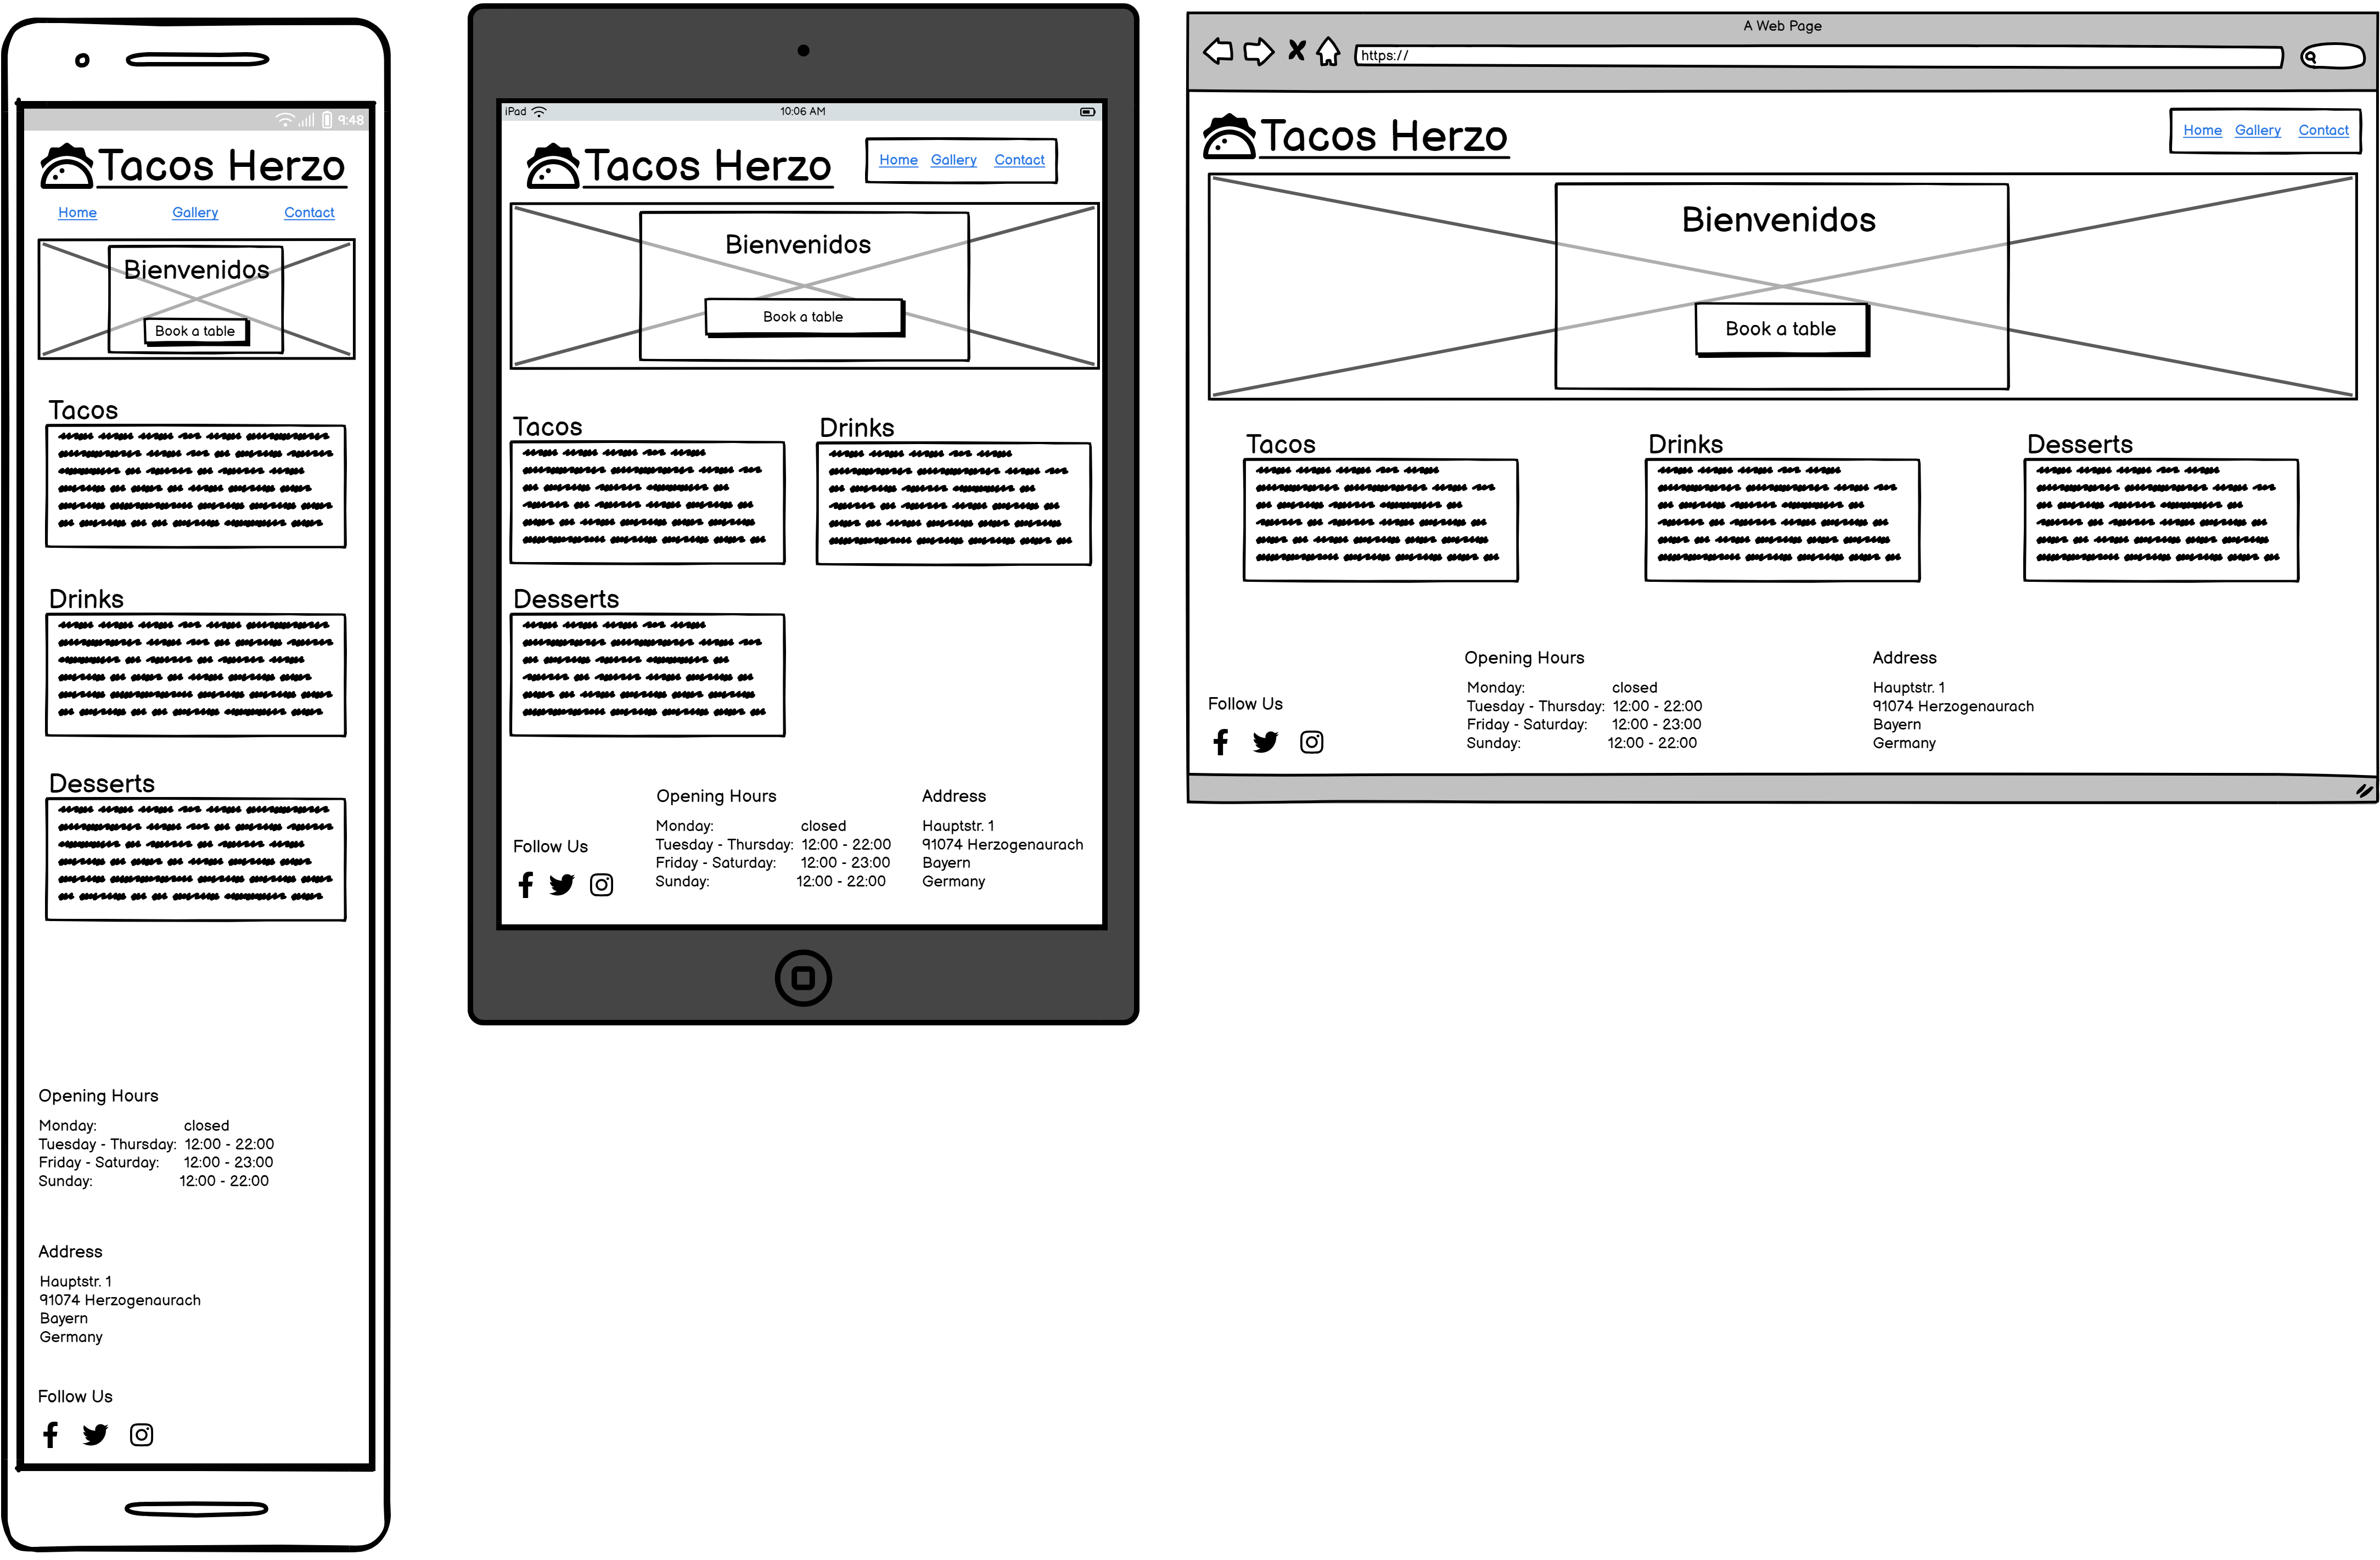 9:48
Tacos Herzo
Home Gallery Contact
Bienvenidos
Book a table
Tacos
Drinks
Desserts
Opening Hours
Monday: closed
Tuesday - Thursday: 12:00 - 22:00
Friday - Saturday: 12:00 - 23:00
Sunday: 12:00 - 22:00
Address
Hauptstr. 1
91074 Herzogenaurach
Bayern
Germany
Follow Us
iPad 10:06 AM
Tacos Herzo
Home Gallery Contact
Bienvenidos
Book a table
Tacos
Drinks
Desserts
Follow Us
Opening Hours
Monday: closed
Tuesday - Thursday: 12:00 - 22:00
Friday - Saturday: 12:00 - 23:00
Sunday: 12:00 - 22:00
Address
Hauptstr. 1
91074 Herzogenaurach
Bayern
Germany
A Web Page
https://
Tacos Herzo
Home Gallery Contact
Bienvenidos
Book a table
Tacos
Drinks
Desserts
Follow Us
Opening Hours
Monday: closed
Tuesday - Thursday: 12:00 - 22:00
Friday - Saturday: 12:00 - 23:00
Sunday: 12:00 - 22:00
Address
Hauptstr. 1
91074 Herzogenaurach
Bayern
Germany